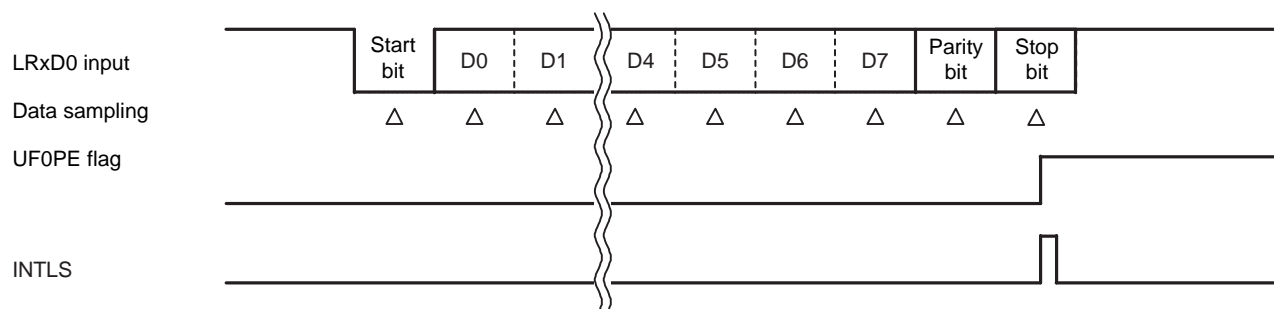 LRxD0 input
Start bit
D0
D1
D4
D5
D6
D7
Parity bit
Stop bit
Data sampling
UF0PE flag
INTLS